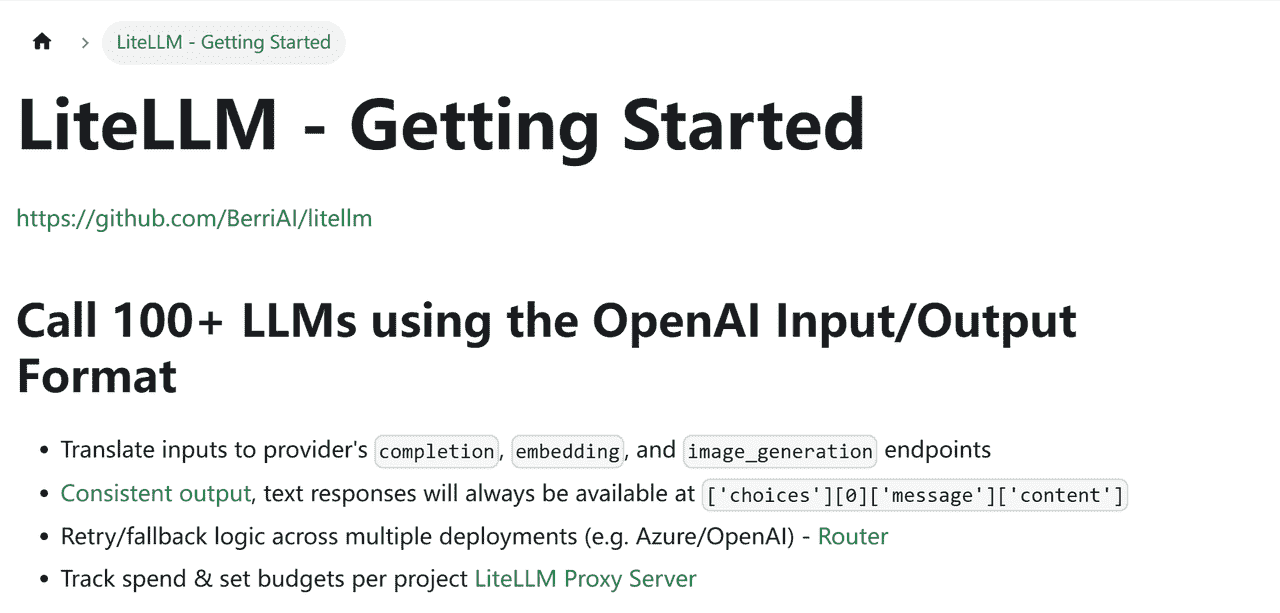 LiteLLM - Getting Started
LiteLLM - Getting Started
https://github.com/BerriAI/litellm
Call 100+ LLMs using the OpenAI Input/Output
Format
Translate inputs to provider's completion, embedding, and image_generation endpoints
Consistent output, text responses will always be available at ['choices'][0]['message']['content']
Retry/fallback logic across multiple deployments (e.g. Azure/OpenAI) - Router
Track spend & set budgets per project LiteLLM Proxy Server